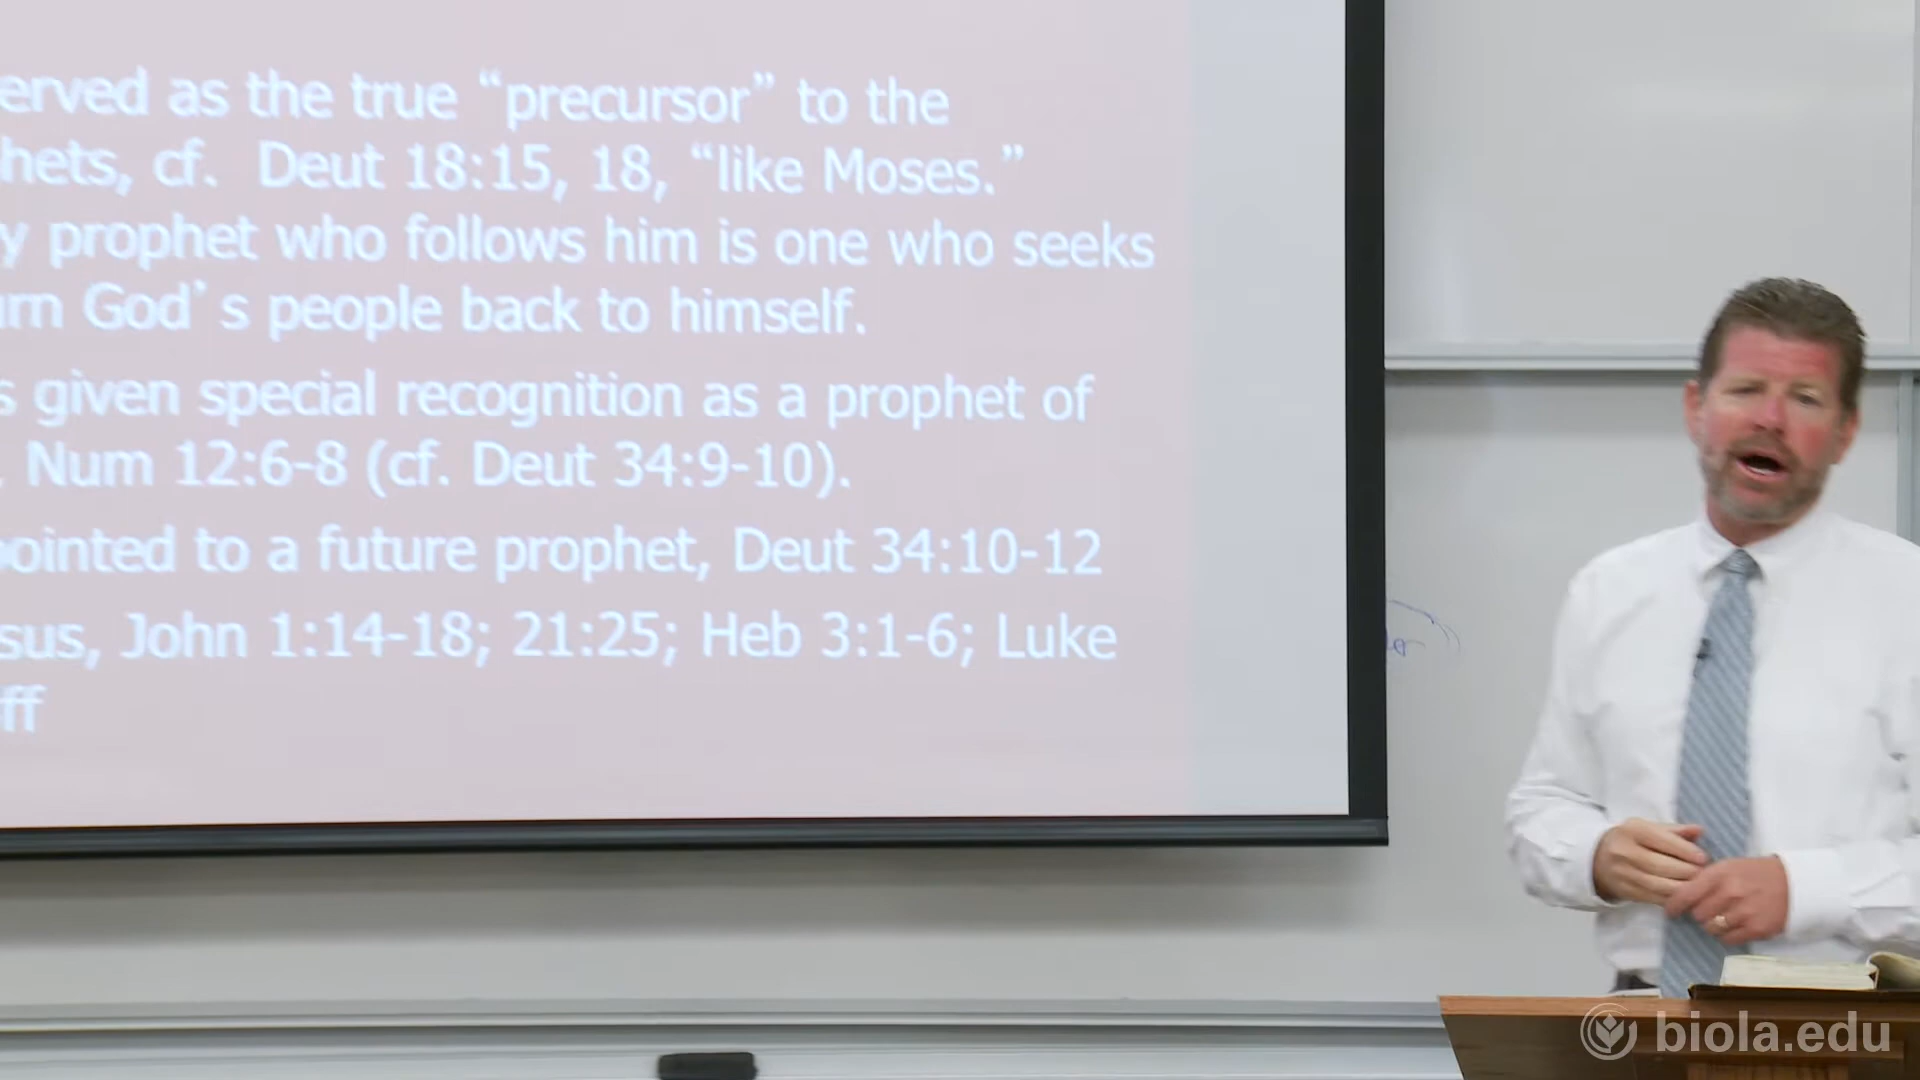 erved as the true “precursor” to the
hets, cf. Deut 18:15, 18, “like Moses.”
y prophet who follows him is one who seeks
urn God’s people back to himself.
s given special recognition as a prophet of
. Num 12:6-8 (cf. Deut 34:9-10).
ointed to a future prophet, Deut 34:10-12
sus, John 1:14-18; 21:25; Heb 3:1-6; Luke
ff
biola.edu